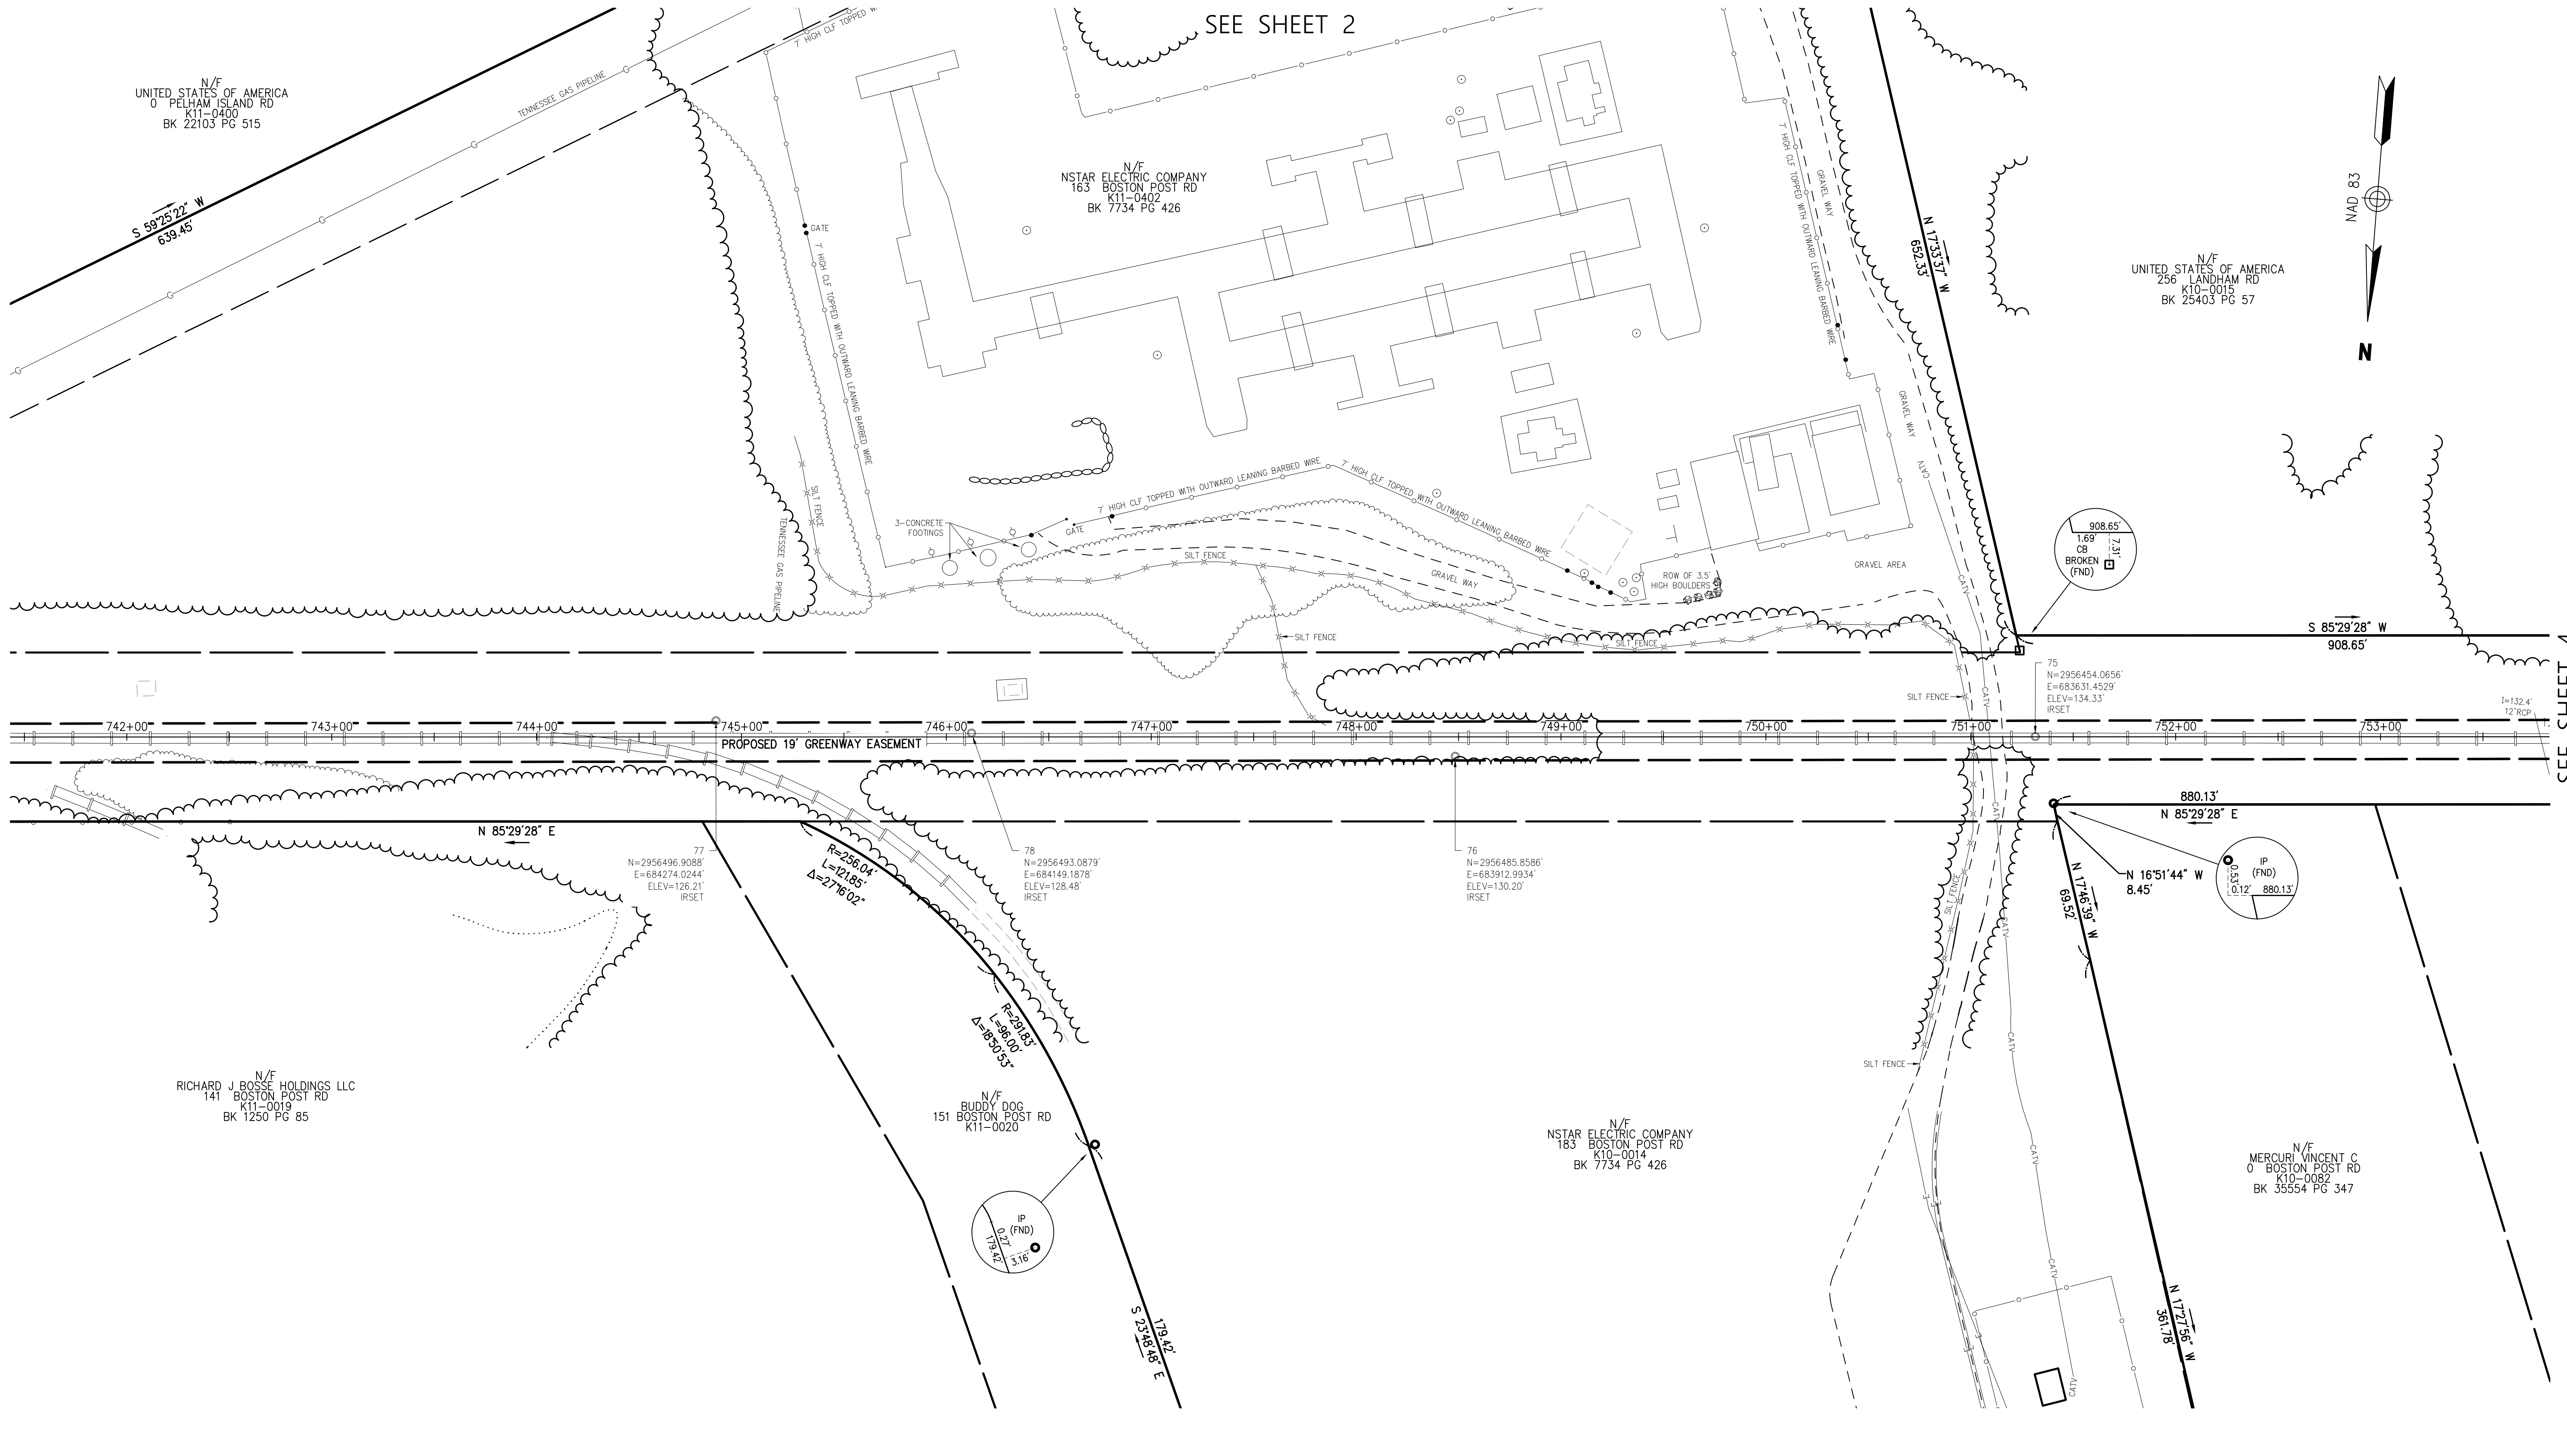 SEE SHEET 2
N/F
UNITED STATES OF AMERICA
0 PELHAM ISLAND RD
K11-0400
BK 22103 PG 515
TENNESSEE GAS PIPELINE
S 59°25'22" W
639.45'
7' HIGH CLF TOPPED W
N/F
NSTAR ELECTRIC COMPANY
163 BOSTON POST RD
K11-0402
BK 7734 PG 426
GATE
7' HIGH CLF TOPPED WITH OUTWARD LEANING BARBED WIRE
7' HIGH CLF TOPPED WITH OUTWARD LEANING BARBED WIRE
GRAVEL WAY
GRAVEL WAY
N 17°33'37" W
652.33'
N/F
UNITED STATES OF AMERICA
256 LANDHAM RD
K10-0015
BK 25403 PG 57
NAD 83
N
SILT FENCE
TENNESSEE GAS PIPELINE
3-CONCRETE
FOOTINGS
GATE
7' HIGH CLF TOPPED WITH OUTWARD LEANING BARBED WIRE
7' HIGH CLF TOPPED WITH OUTWARD LEANING BARBED WIRE
SILT FENCE
GRAVEL WAY
ROW OF 3.5'
HIGH BOULDERS
GRAVEL AREA
CATV
CATV
908.65'
1.69'
7.31'
CB
BROKEN
(FND)
SILT FENCE
SILT FENCE
S 85°29'28" W
908.65'
SILT FENCE
CATV
75
N=2956454.0656'
E=683631.4529'
ELEV=134.33'
IRSET
I=132.4'
12"RCP
SEE SHEET 4
742+00
743+00
744+00
745+00
746+00
747+00
748+00
749+00
750+00
751+00
752+00
753+00
PROPOSED 19' GREENWAY EASEMENT
N 85°29'28" E
77
N=2956496.9088'
E=684274.0244'
ELEV=126.21'
IRSET
R=256.04'
L=121.85'
Δ=27°16'02"
78
N=2956493.0879'
E=684149.1878'
ELEV=128.48'
IRSET
76
N=2956485.8586'
E=683912.9934'
ELEV=130.20'
IRSET
CATV
880.13'
N 85°29'28" E
N 16°51'44" W
8.45'
IP
(FND)
0.53'
0.12'
880.13'
N 17°46'39" W
69.52'
SILT FENCE
CATV
R=291.83'
L=96.00'
Δ=18°50'53"
SILT FENCE
CATV
N/F
RICHARD J BOSSE HOLDINGS LLC
141 BOSTON POST RD
K11-0019
BK 1250 PG 85
N/F
BUDDY DOG
151 BOSTON POST RD
K11-0020
N/F
NSTAR ELECTRIC COMPANY
183 BOSTON POST RD
K10-0014
BK 7734 PG 426
CATV
N/F
MERCURI VINCENT C
0 BOSTON POST RD
K10-0082
BK 35554 PG 347
IP
(FND)
0.27'
179.42'
3.16'
CATV
179.42'
S 23°48'48" E
N 17°27'56" W
361.78'
CATV